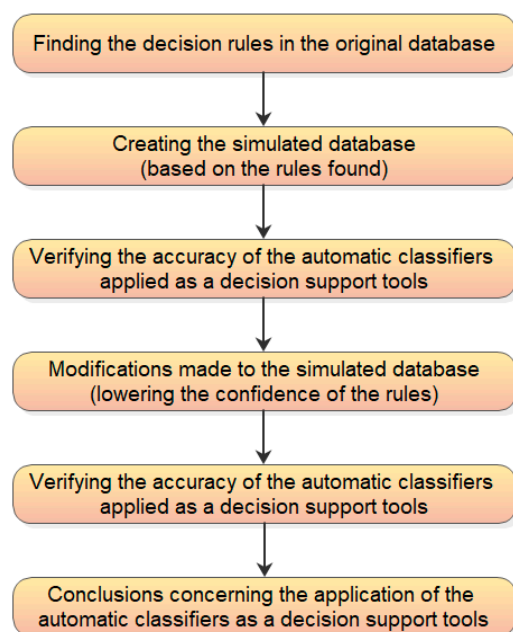 Finding the decision rules in the original database
Creating the simulated database
(based on the rules found)
Verifying the accuracy of the automatic classifiers
applied as a decision support tools
Modifications made to the simulated database
(lowering the confidence of the rules)
Verifying the accuracy of the automatic classifiers
applied as a decision support tools
Conclusions concerning the application of the
automatic classifiers as a decision support tools